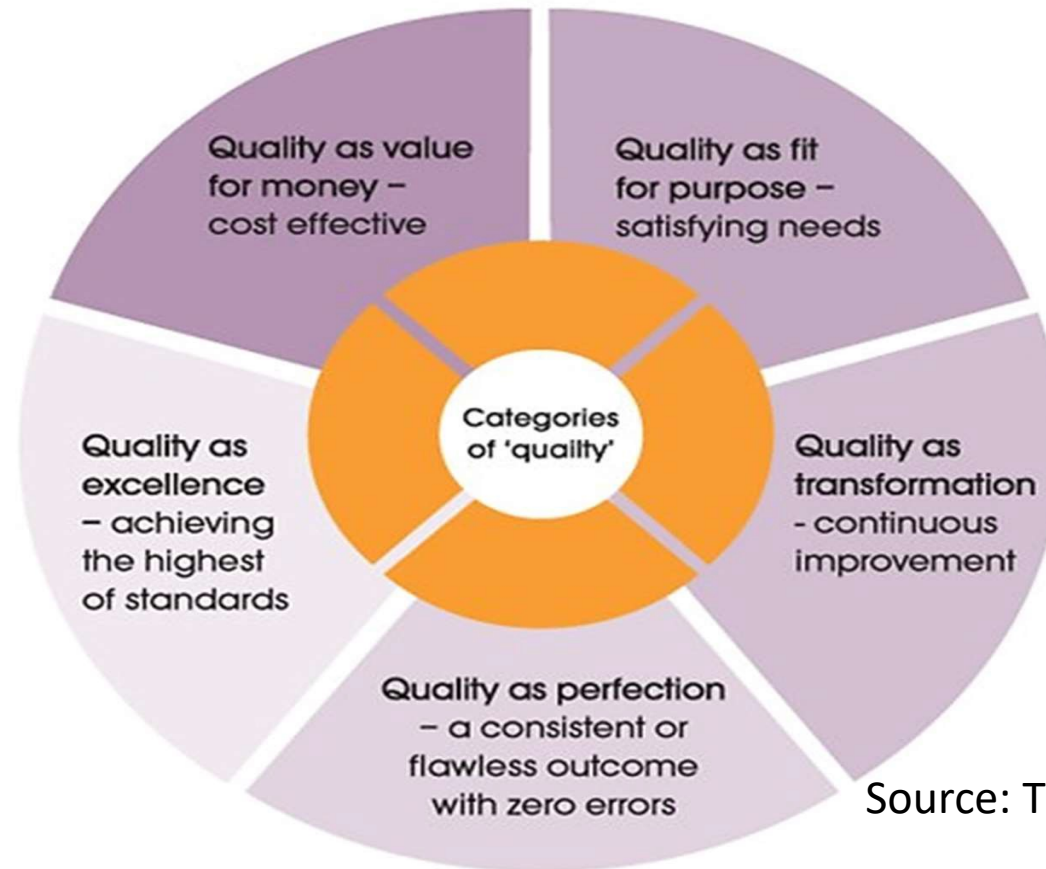 Quality as value
for money –
cost effective
Quality as fit
for purpose –
satisfying needs
Categories
of ‘quailty’
Quality as
excellence
– achieving
the highest
of standards
Quality as
transformation
- continuous
improvement
Quality as perfection
– a consistent or
flawless outcome
with zero errors
Source: T